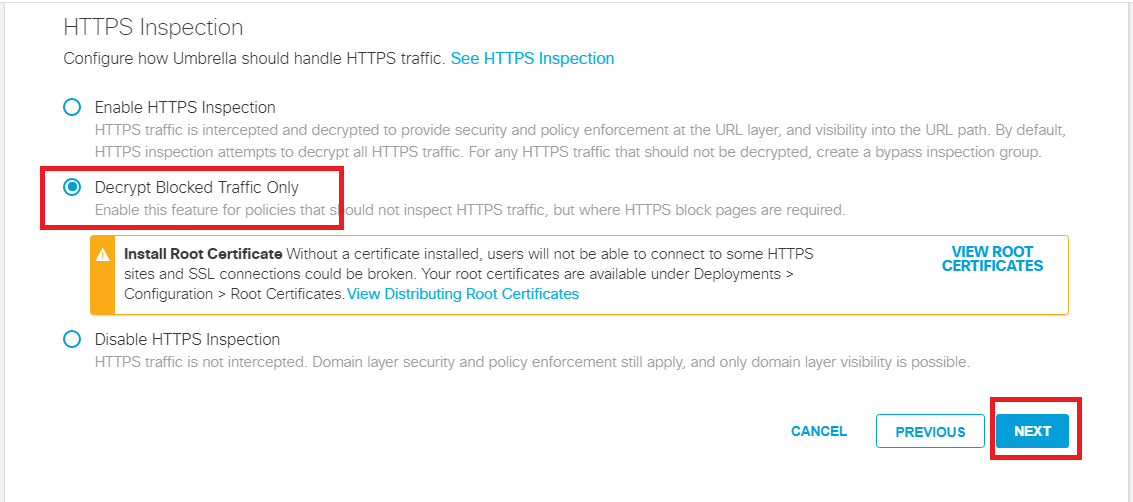 HTTPS Inspection
Configure how Umbrella should handle HTTPS traffic. See HTTPS Inspection
Enable HTTPS Inspection
HTTPS traffic is intercepted and decrypted to provide security and policy enforcement at the URL layer, and visibility into the URL path. By default,
HTTPS inspection attempts to decrypt all HTTPS traffic. For any HTTPS traffic that should not be decrypted, create a bypass inspection group.
Decrypt Blocked Traffic Only
Enable this feature for policies that should not inspect HTTPS traffic, but where HTTPS block pages are required.
Install Root Certificate Without a certificate installed, users will not be able to connect to some HTTPS
sites and SSL connections could be broken. Your root certificates are available under Deployments >
Configuration > Root Certificates. View Distributing Root Certificates
VIEW ROOT
CERTIFICATES
Disable HTTPS Inspection
HTTPS traffic is not intercepted. Domain layer security and policy enforcement still apply, and only domain layer visibility is possible.
CANCEL
PREVIOUS
NEXT